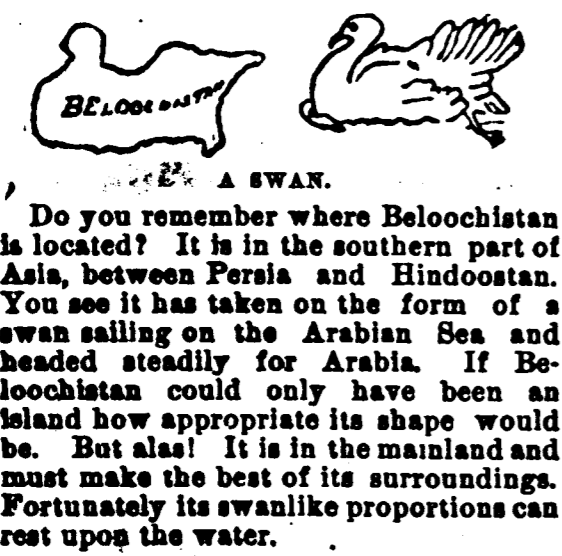 BELOOCHISTAN
A SWAN.
Do you remember where Beloochistan
is located? It is in the southern part of
Asia, between Persia and Hindoostan.
You see it has taken on the form of a
swan sailing on the Arabian Sea and
headed steadily for Arabia. If Be-
loochistan could only have been an
island how appropriate its shape would
be. But alas! It is in the mainland and
must make the best of its surroundings.
Fortunately its swanlike proportions can
rest upon the water.